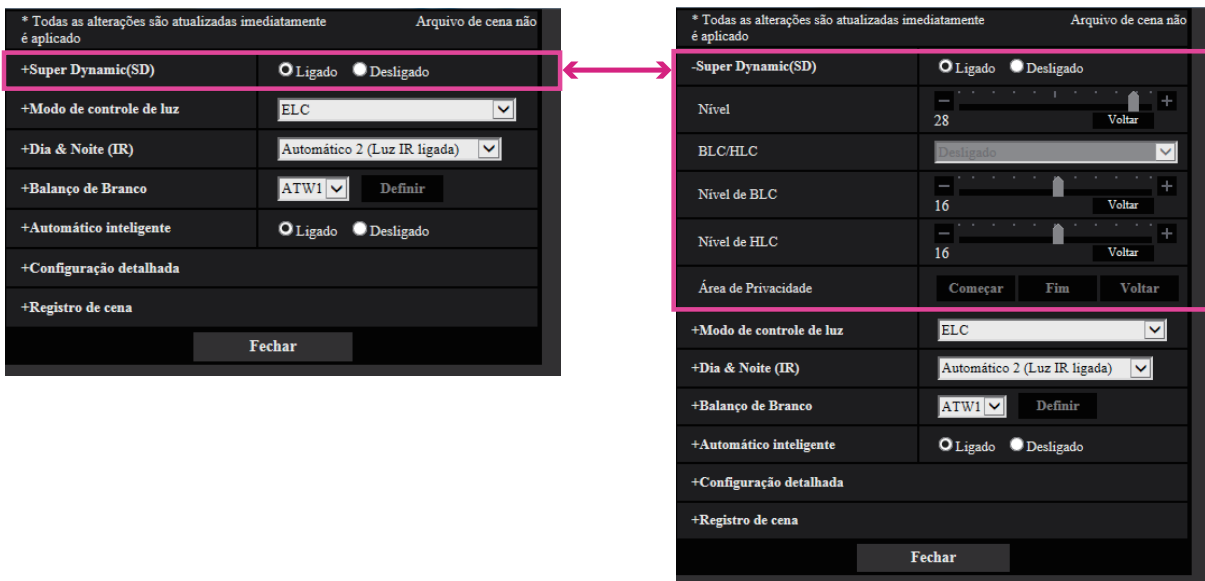 * Todas as alterações são atualizadas imediatamente Arquivo de cena não
é aplicado
+Super Dynamic(SD) Ligado Desligado
+Modo de controle de luz ELC
+Dia & Noite (IR) Automático 2 (Luz IR ligada)
+Balanço de Branco ATW1 Definir
+Automático inteligente Ligado Desligado
+Configuração detalhada
+Registro de cena
Fechar
* Todas as alterações são atualizadas imediatamente Arquivo de cena não
é aplicado
-Super Dynamic(SD) Ligado Desligado
Nível - +
28 Voltar
BLC/HLC Desligado
Nível de BLC - +
16 Voltar
Nível de HLC - +
16 Voltar
Área de Privacidade Começar Fim Voltar
+Modo de controle de luz ELC
+Dia & Noite (IR) Automático 2 (Luz IR ligada)
+Balanço de Branco ATW1 Definir
+Automático inteligente Ligado Desligado
+Configuração detalhada
+Registro de cena
Fechar